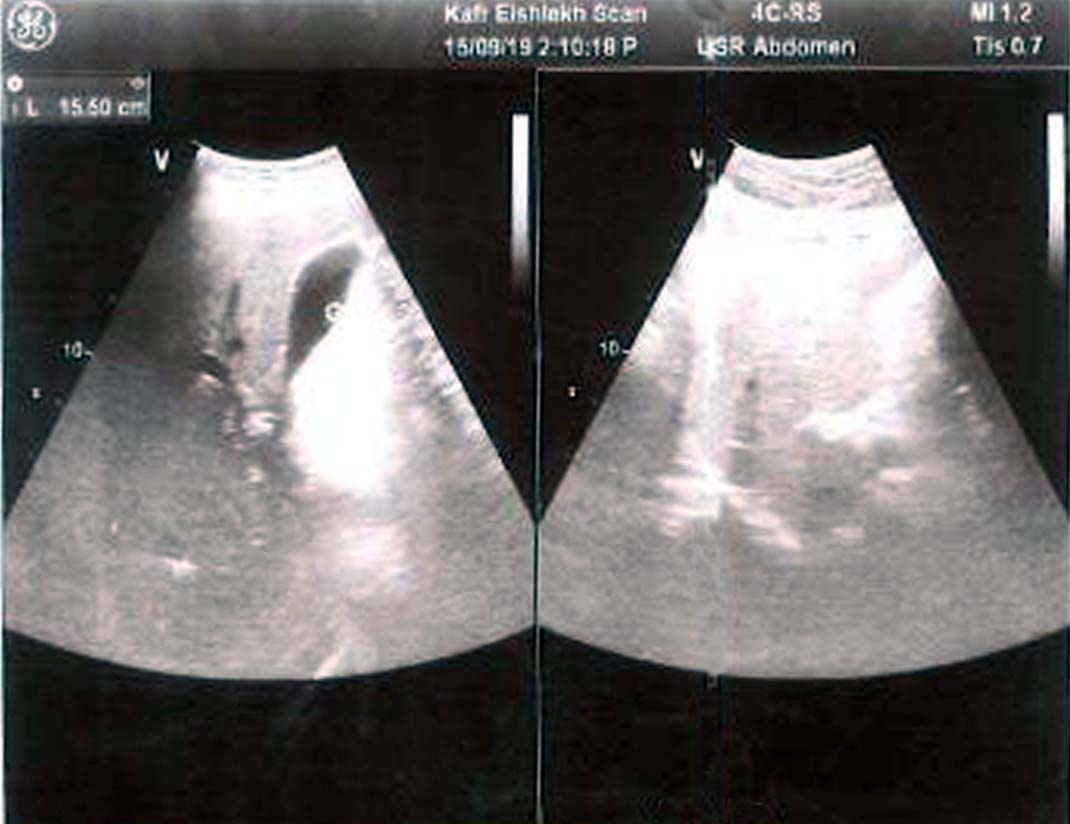 Kafr Elshiekh Scan
4C-RS
MI 1.2
15/09/19 2:10:18 P
USR Abdomen
TIs 0.7
1 L 15.50 cm
V
V
10
10